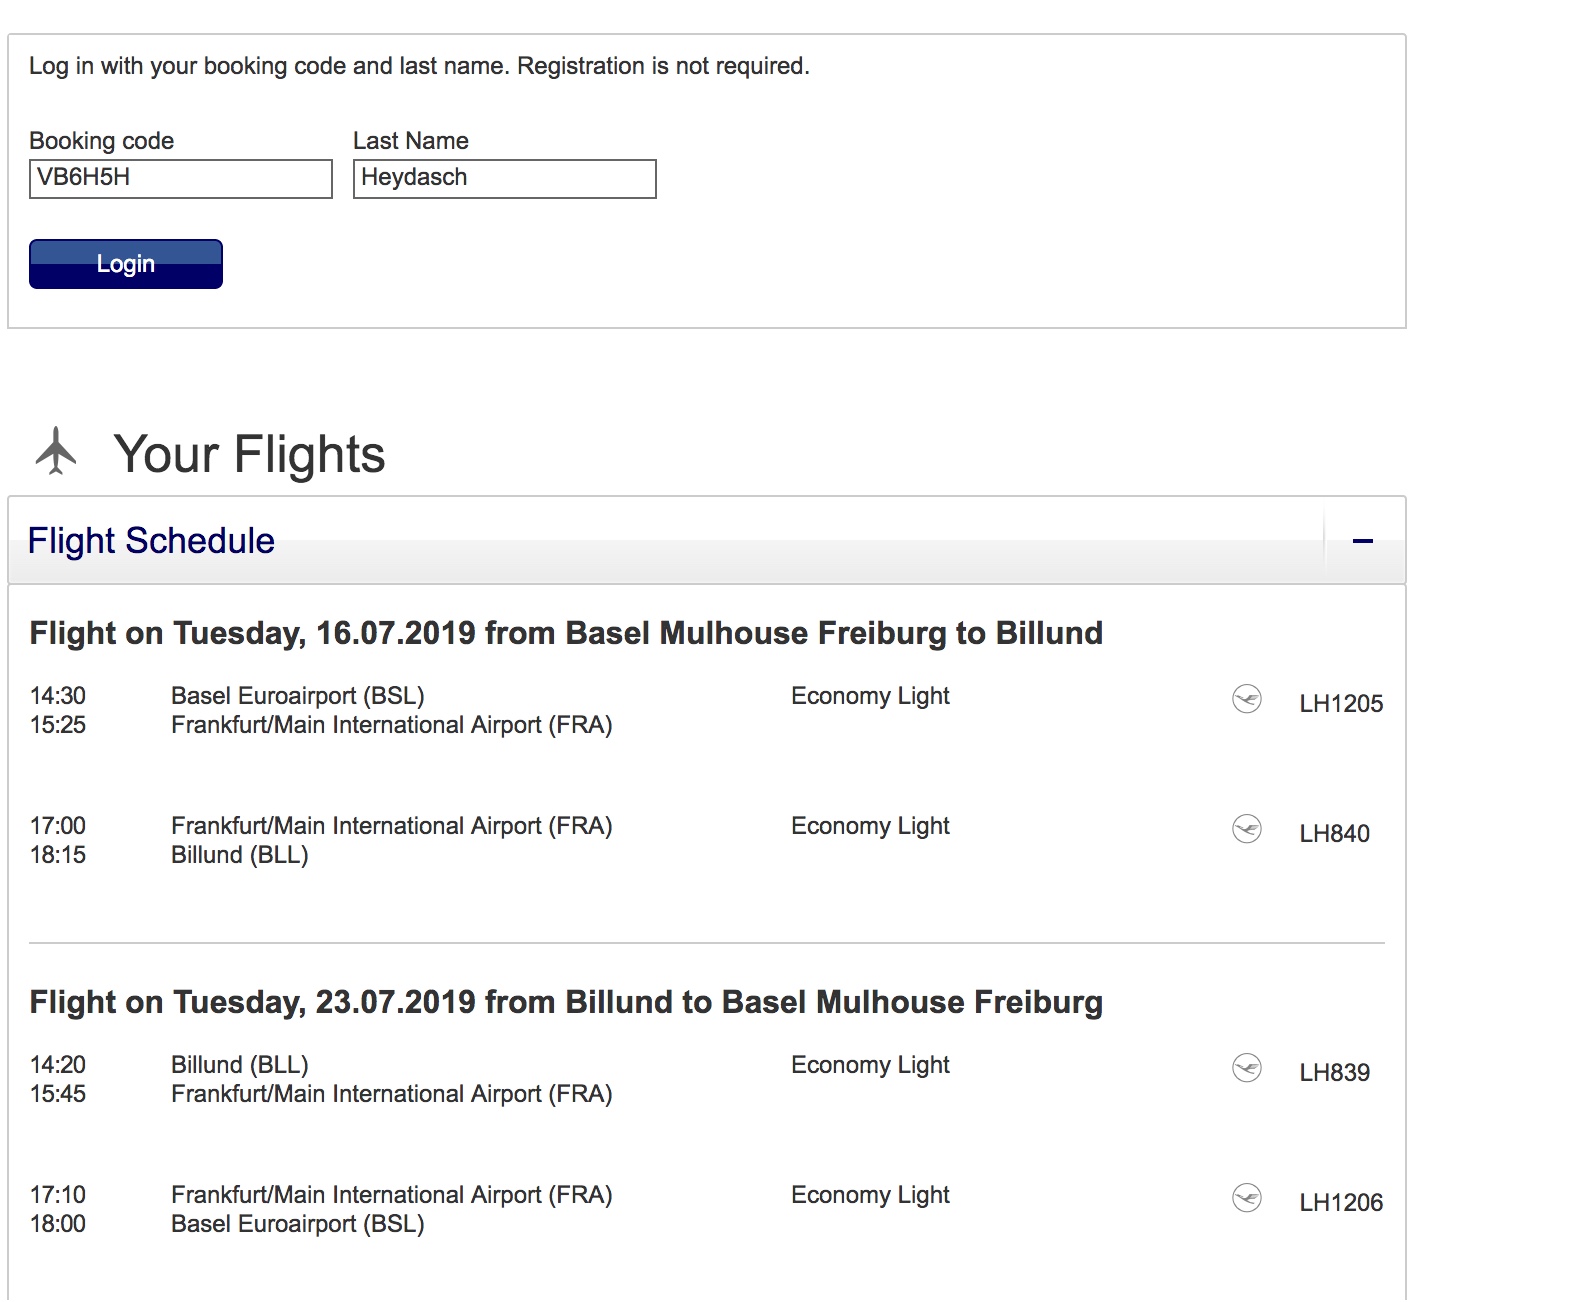 Log in with your booking code and last name. Registration is not required.
Booking code Last Name
VB6H5H Heydasch
Login
Your Flights
Flight Schedule
Flight on Tuesday, 16.07.2019 from Basel Mulhouse Freiburg to Billund
14:30 Basel Euroairport (BSL) Economy Light LH1205
15:25 Frankfurt/Main International Airport (FRA)
17:00 Frankfurt/Main International Airport (FRA) Economy Light LH840
18:15 Billund (BLL)
Flight on Tuesday, 23.07.2019 from Billund to Basel Mulhouse Freiburg
14:20 Billund (BLL) Economy Light LH839
15:45 Frankfurt/Main International Airport (FRA)
17:10 Frankfurt/Main International Airport (FRA) Economy Light LH1206
18:00 Basel Euroairport (BSL)